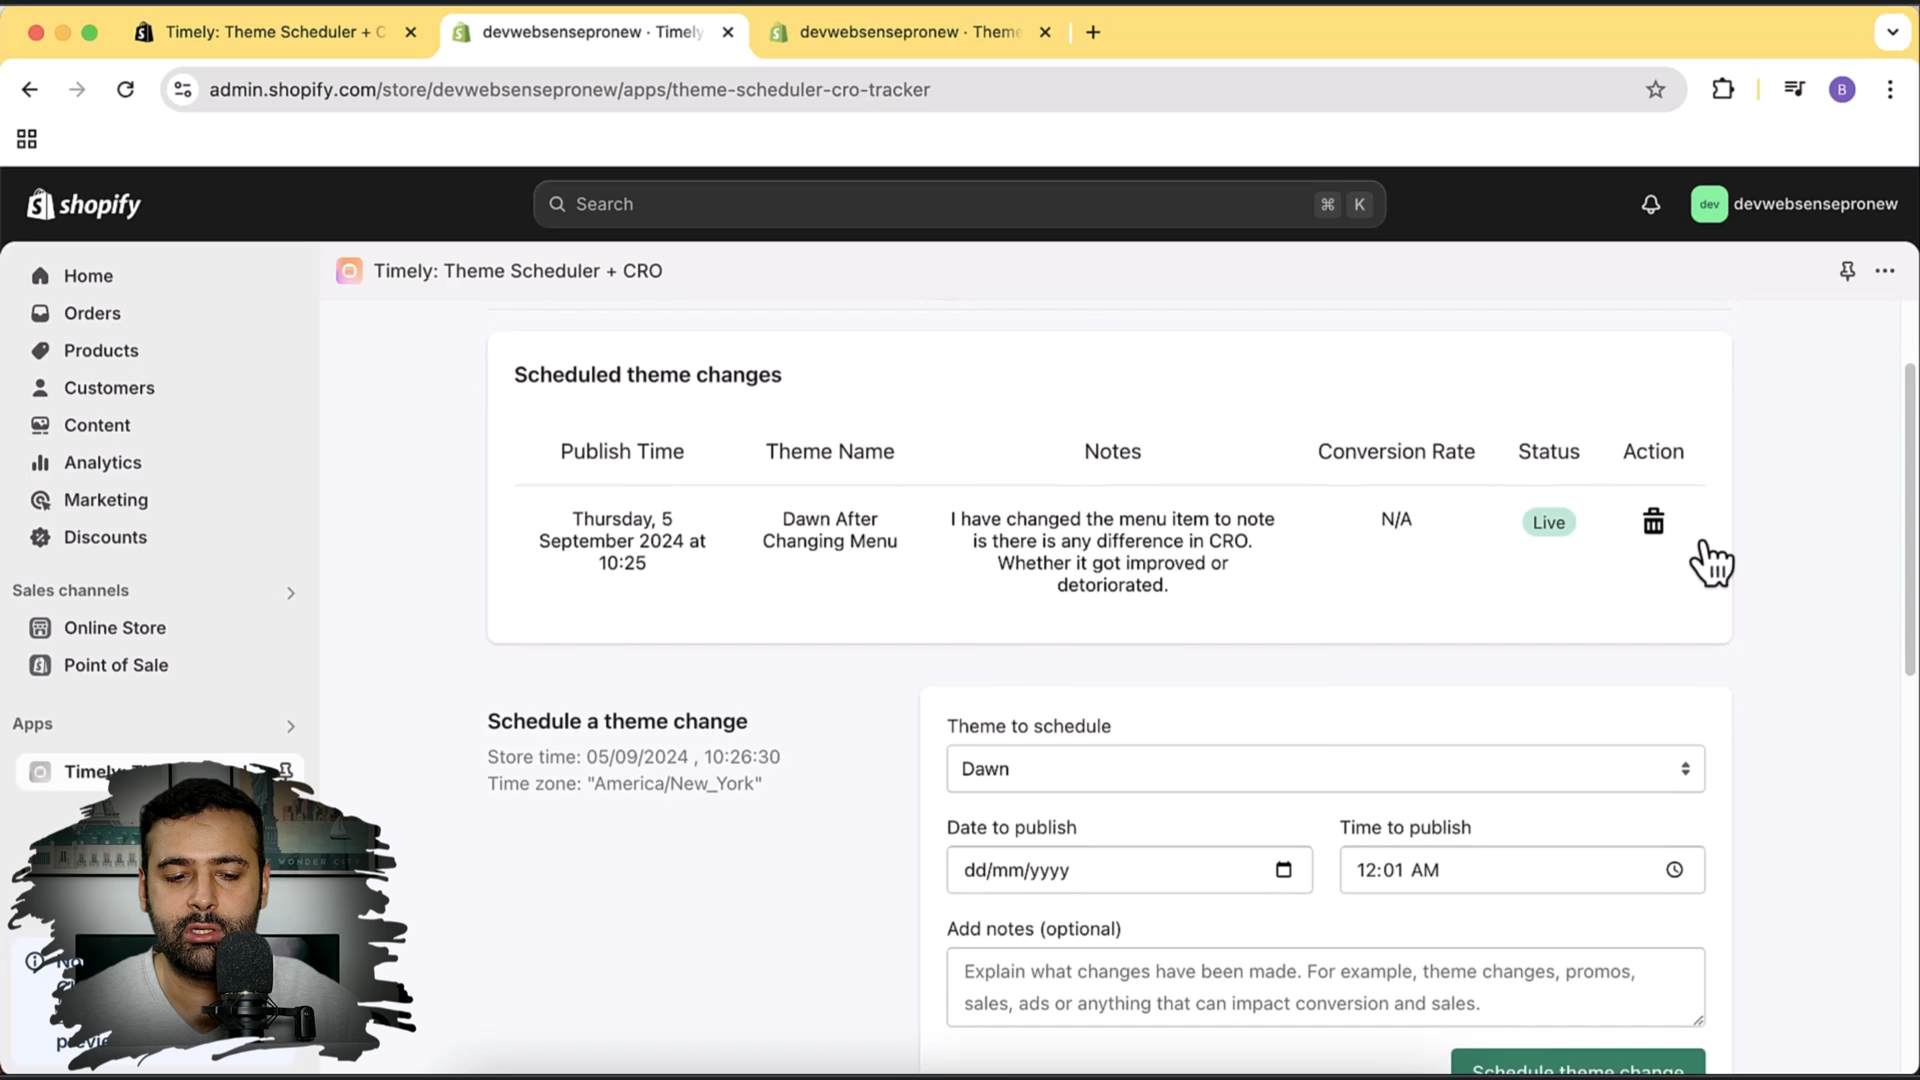 Timely: Theme Scheduler + C
devwebsensepronew · Timely
devwebsensepronew · Theme
admin.shopify.com/store/devwebsensepronew/apps/theme-scheduler-cro-tracker
B
shopify
Search
⌘ K
dev
devwebsensepronew
Home
Orders
Products
Customers
Content
Analytics
Marketing
Discounts
Sales channels
Online Store
Point of Sale
Apps
Timely:
Timely: Theme Scheduler + CRO
Scheduled theme changes
Publish Time
Theme Name
Notes
Conversion Rate
Status
Action
Thursday, 5
September 2024 at
10:25
Dawn After
Changing Menu
I have changed the menu item to note
is there is any difference in CRO.
Whether it got improved or
detoriorated.
N/A
Live
Schedule a theme change
Store time: 05/09/2024 , 10:26:30
Time zone: "America/New_York"
Theme to schedule
Dawn
Date to publish
dd/mm/yyyy
Time to publish
12:01 AM
Add notes (optional)
Explain what changes have been made. For example, theme changes, promos,
sales, ads or anything that can impact conversion and sales.
Schedule theme change
WONDER CITY